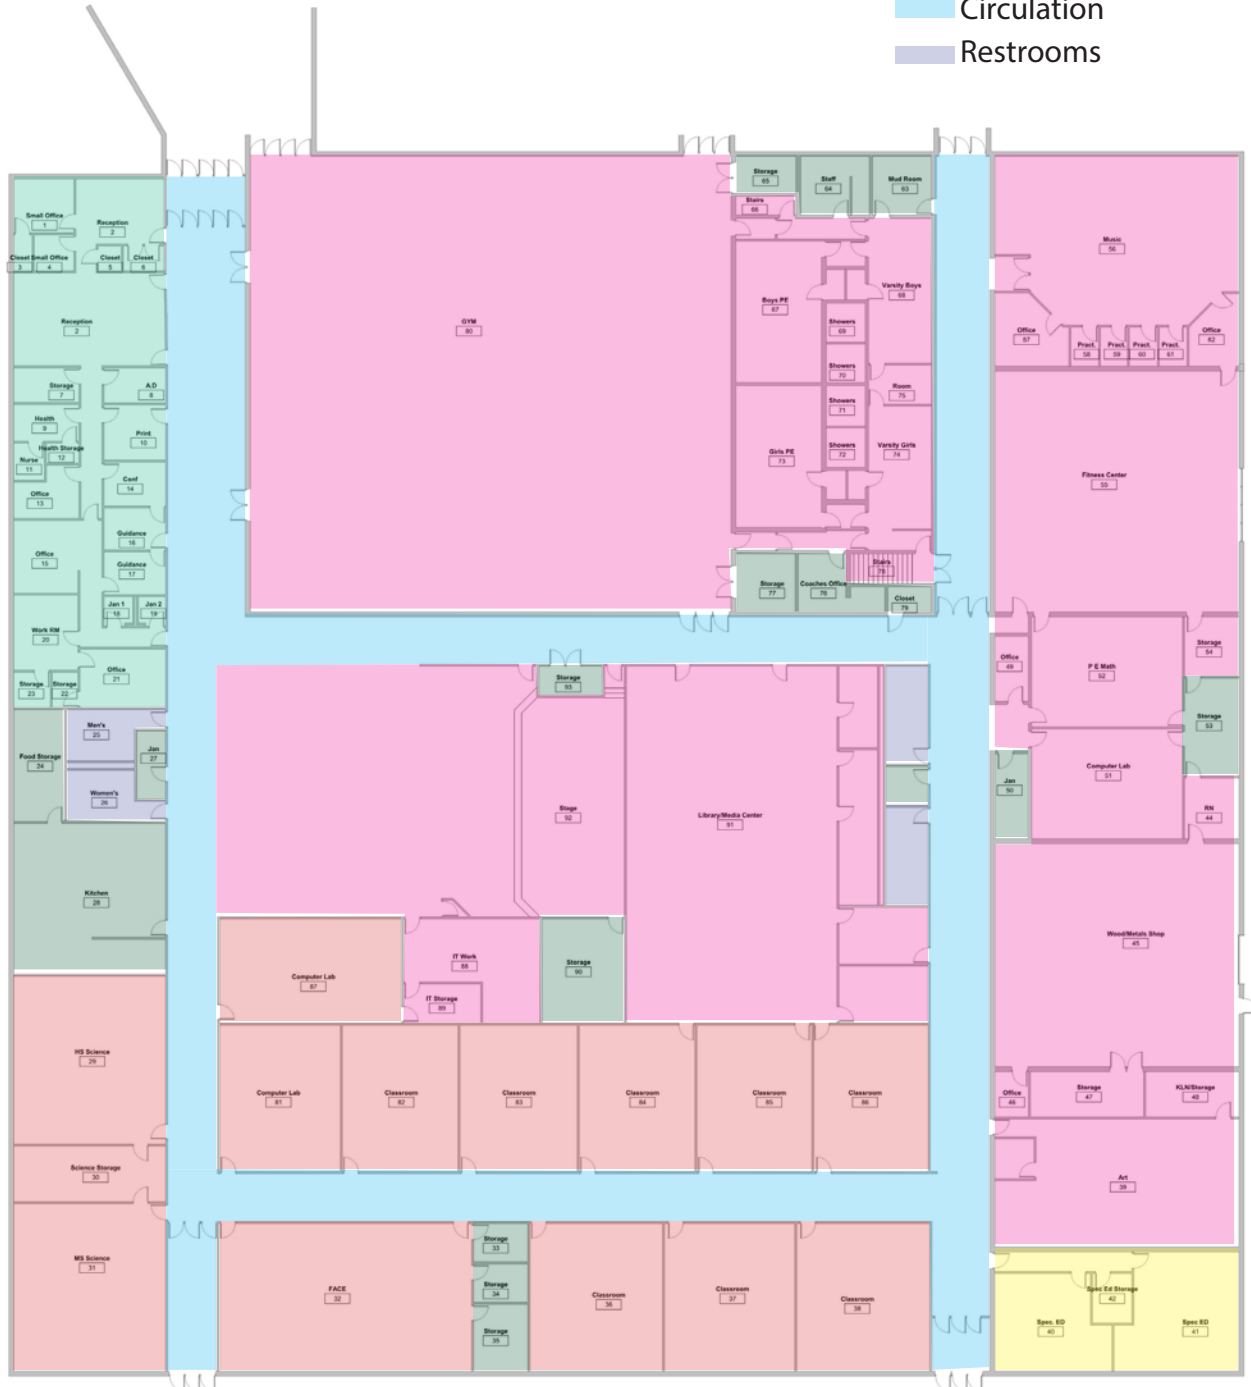 Circulation
Restrooms
Small Office
1
Reception
2
Closet
3
Small Office
4
Closet
5
Closet
6
Reception
2
Storage
7
A.D
8
Health
9
Print
10
Nurse
11
Health Storage
12
Office
13
Conf
14
Office
15
Guidance
16
Guidance
17
Jan 1
18
Jan 2
19
Work RM
20
Office
21
Storage
22
Storage
23
Food Storage
24
Men's
25
Women's
26
Jan
27
Kitchen
28
HS Science
29
Science Storage
30
MS Science
31
GYM
80
Storage
65
Staff
64
Mud Room
63
Stairs
66
Boys PE
67
Varsity Boys
68
Showers
69
Showers
70
Showers
71
Showers
72
Room
75
Girls PE
73
Varsity Girls
74
Storage
77
Coaches Office
76
Stairs
78
Closet
79
Music
56
Office
57
Pract.
58
Pract.
59
Pract.
60
Pract.
61
Office
62
Fitness Center
55
Office
49
P E Math
52
Storage
54
Storage
53
Jan
50
Computer Lab
51
RN
44
Wood/Metals Shop
45
Office
46
Storage
47
KLN/Storage
48
Art
39
Spec Ed Storage
42
Spec. ED
40
Spec ED
41
Storage
93
Stage
92
Library/Media Center
91
Computer Lab
87
IT Work
88
IT Storage
89
Storage
90
Computer Lab
81
Classroom
82
Classroom
83
Classroom
84
Classroom
85
Classroom
86
FACE
32
Storage
33
Storage
34
Storage
35
Classroom
36
Classroom
37
Classroom
38